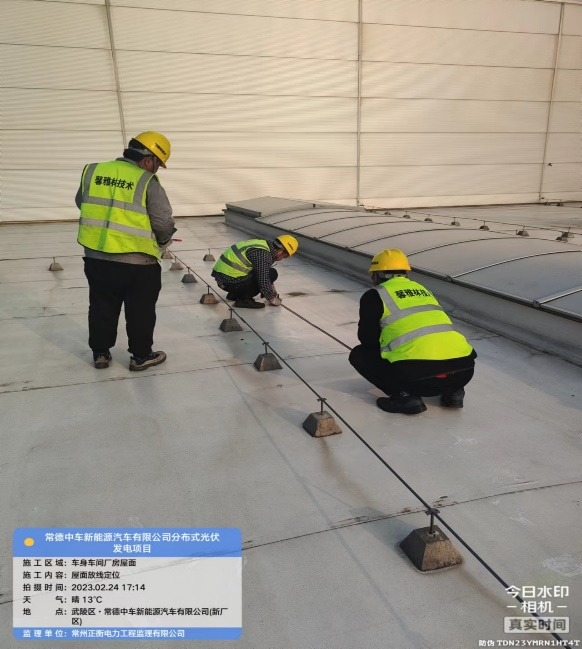 馨雅林技术
馨雅林技
常德中车新能源汽车有限公司分布式光伏
发电项目
施工区域：车身车间厂房屋面
施工内容：屋面放线定位
拍摄时间：2023.02.24 17:14
天 气：晴 13℃
地 点：武陵区·常德中车新能源汽车有限公司(新厂
区)
监理单位：常州正衡电力工程监理有限公司
今日水印
相机
真实时间
防伪 TDN23YMRN1HT4T